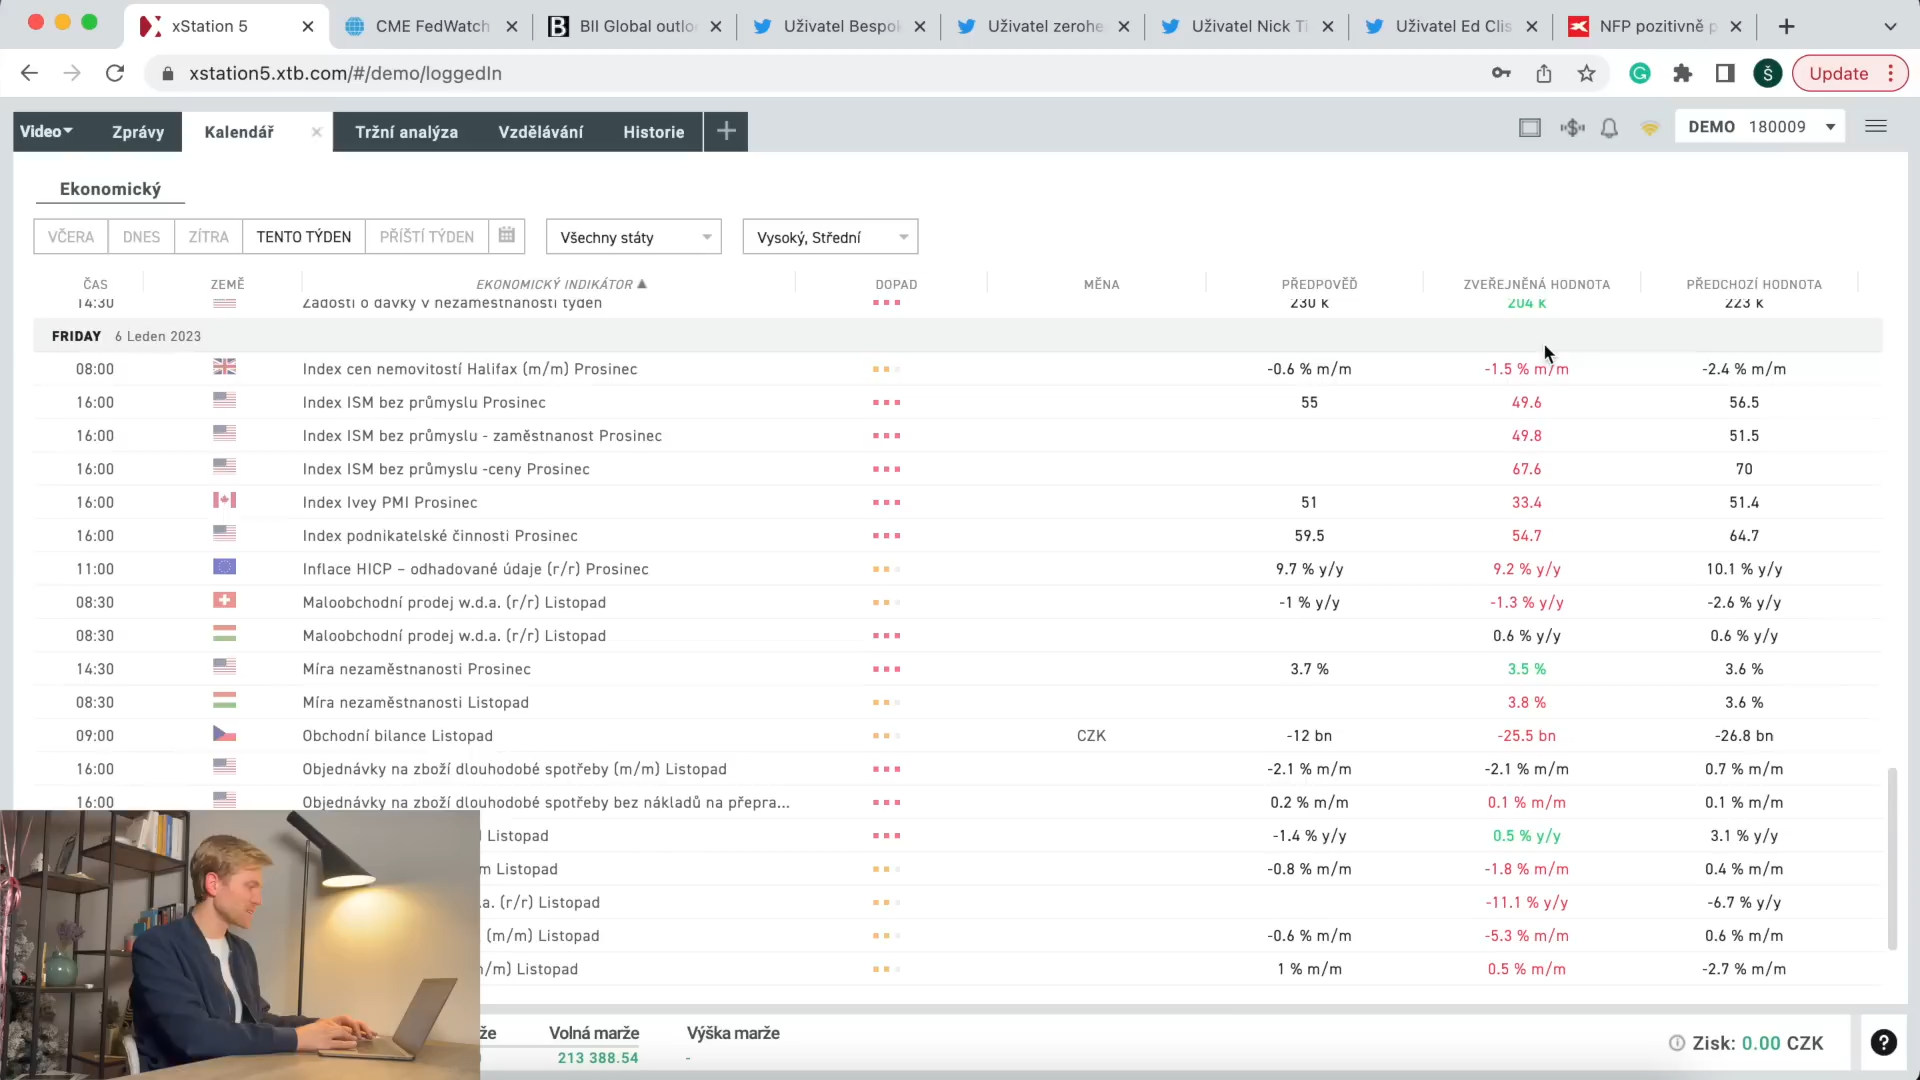 xStation 5
CME FedWatch
BII Global outlo
Uživatel Bespok
Uživatel zerohe
Uživatel Nick Ti
Uživatel Ed Clis
NFP pozitivně p
xstation5.xtb.com/#/demo/loggedIn
Š
Update
Video
Zprávy
Kalendář
Tržní analýza
Vzdělávání
Historie
DEMO 180009
Ekonomický
VČERA
DNES
ZÍTRA
TENTO TÝDEN
PŘÍŠTÍ TÝDEN
Všechny státy
Vysoký, Střední
ČAS ZEMĚ EKONOMICKÝ INDIKÁTOR ▲ DOPAD MĚNA PŘEDPOVĚĎ ZVEŘEJNĚNÁ HODNOTA PŘEDCHOZÍ HODNOTA
14:30 Žádosti o dávky v nezaměstnanosti týden 230 k 204 k 223 k
FRIDAY 6 Leden 2023
08:00 Index cen nemovitostí Halifax (m/m) Prosinec -0.6 % m/m -1.5 % m/m -2.4 % m/m
16:00 Index ISM bez průmyslu Prosinec 55 49.6 56.5
16:00 Index ISM bez průmyslu - zaměstnanost Prosinec 49.8 51.5
16:00 Index ISM bez průmyslu -ceny Prosinec 67.6 70
16:00 Index Ivey PMI Prosinec 51 33.4 51.4
16:00 Index podnikatelské činnosti Prosinec 59.5 54.7 64.7
11:00 Inflace HICP – odhadované údaje (r/r) Prosinec 9.7 % y/y 9.2 % y/y 10.1 % y/y
08:30 Maloobchodní prodej w.d.a. (r/r) Listopad -1 % y/y -1.3 % y/y -2.6 % y/y
08:30 Maloobchodní prodej w.d.a. (r/r) Listopad 0.6 % y/y 0.6 % y/y
14:30 Míra nezaměstnanosti Prosinec 3.7 % 3.5 % 3.6 %
08:30 Míra nezaměstnanosti Listopad 3.8 % 3.6 %
09:00 Obchodní bilance Listopad CZK -12 bn -25.5 bn -26.8 bn
16:00 Objednávky na zboží dlouhodobé spotřeby (m/m) Listopad -2.1 % m/m -2.1 % m/m 0.7 % m/m
16:00 Objednávky na zboží dlouhodobé spotřeby bez nákladů na přepra... 0.2 % m/m 0.1 % m/m 0.1 % m/m
Listopad -1.4 % y/y 0.5 % y/y 3.1 % y/y
m Listopad -0.8 % m/m -1.8 % m/m 0.4 % m/m
.a. (r/r) Listopad -11.1 % y/y -6.7 % y/y
(m/m) Listopad -0.6 % m/m -5.3 % m/m 0.6 % m/m
/m) Listopad 1 % m/m 0.5 % m/m -2.7 % m/m
že Volná marže Výška marže
213 388.54 -
Zisk: 0.00 CZK
?